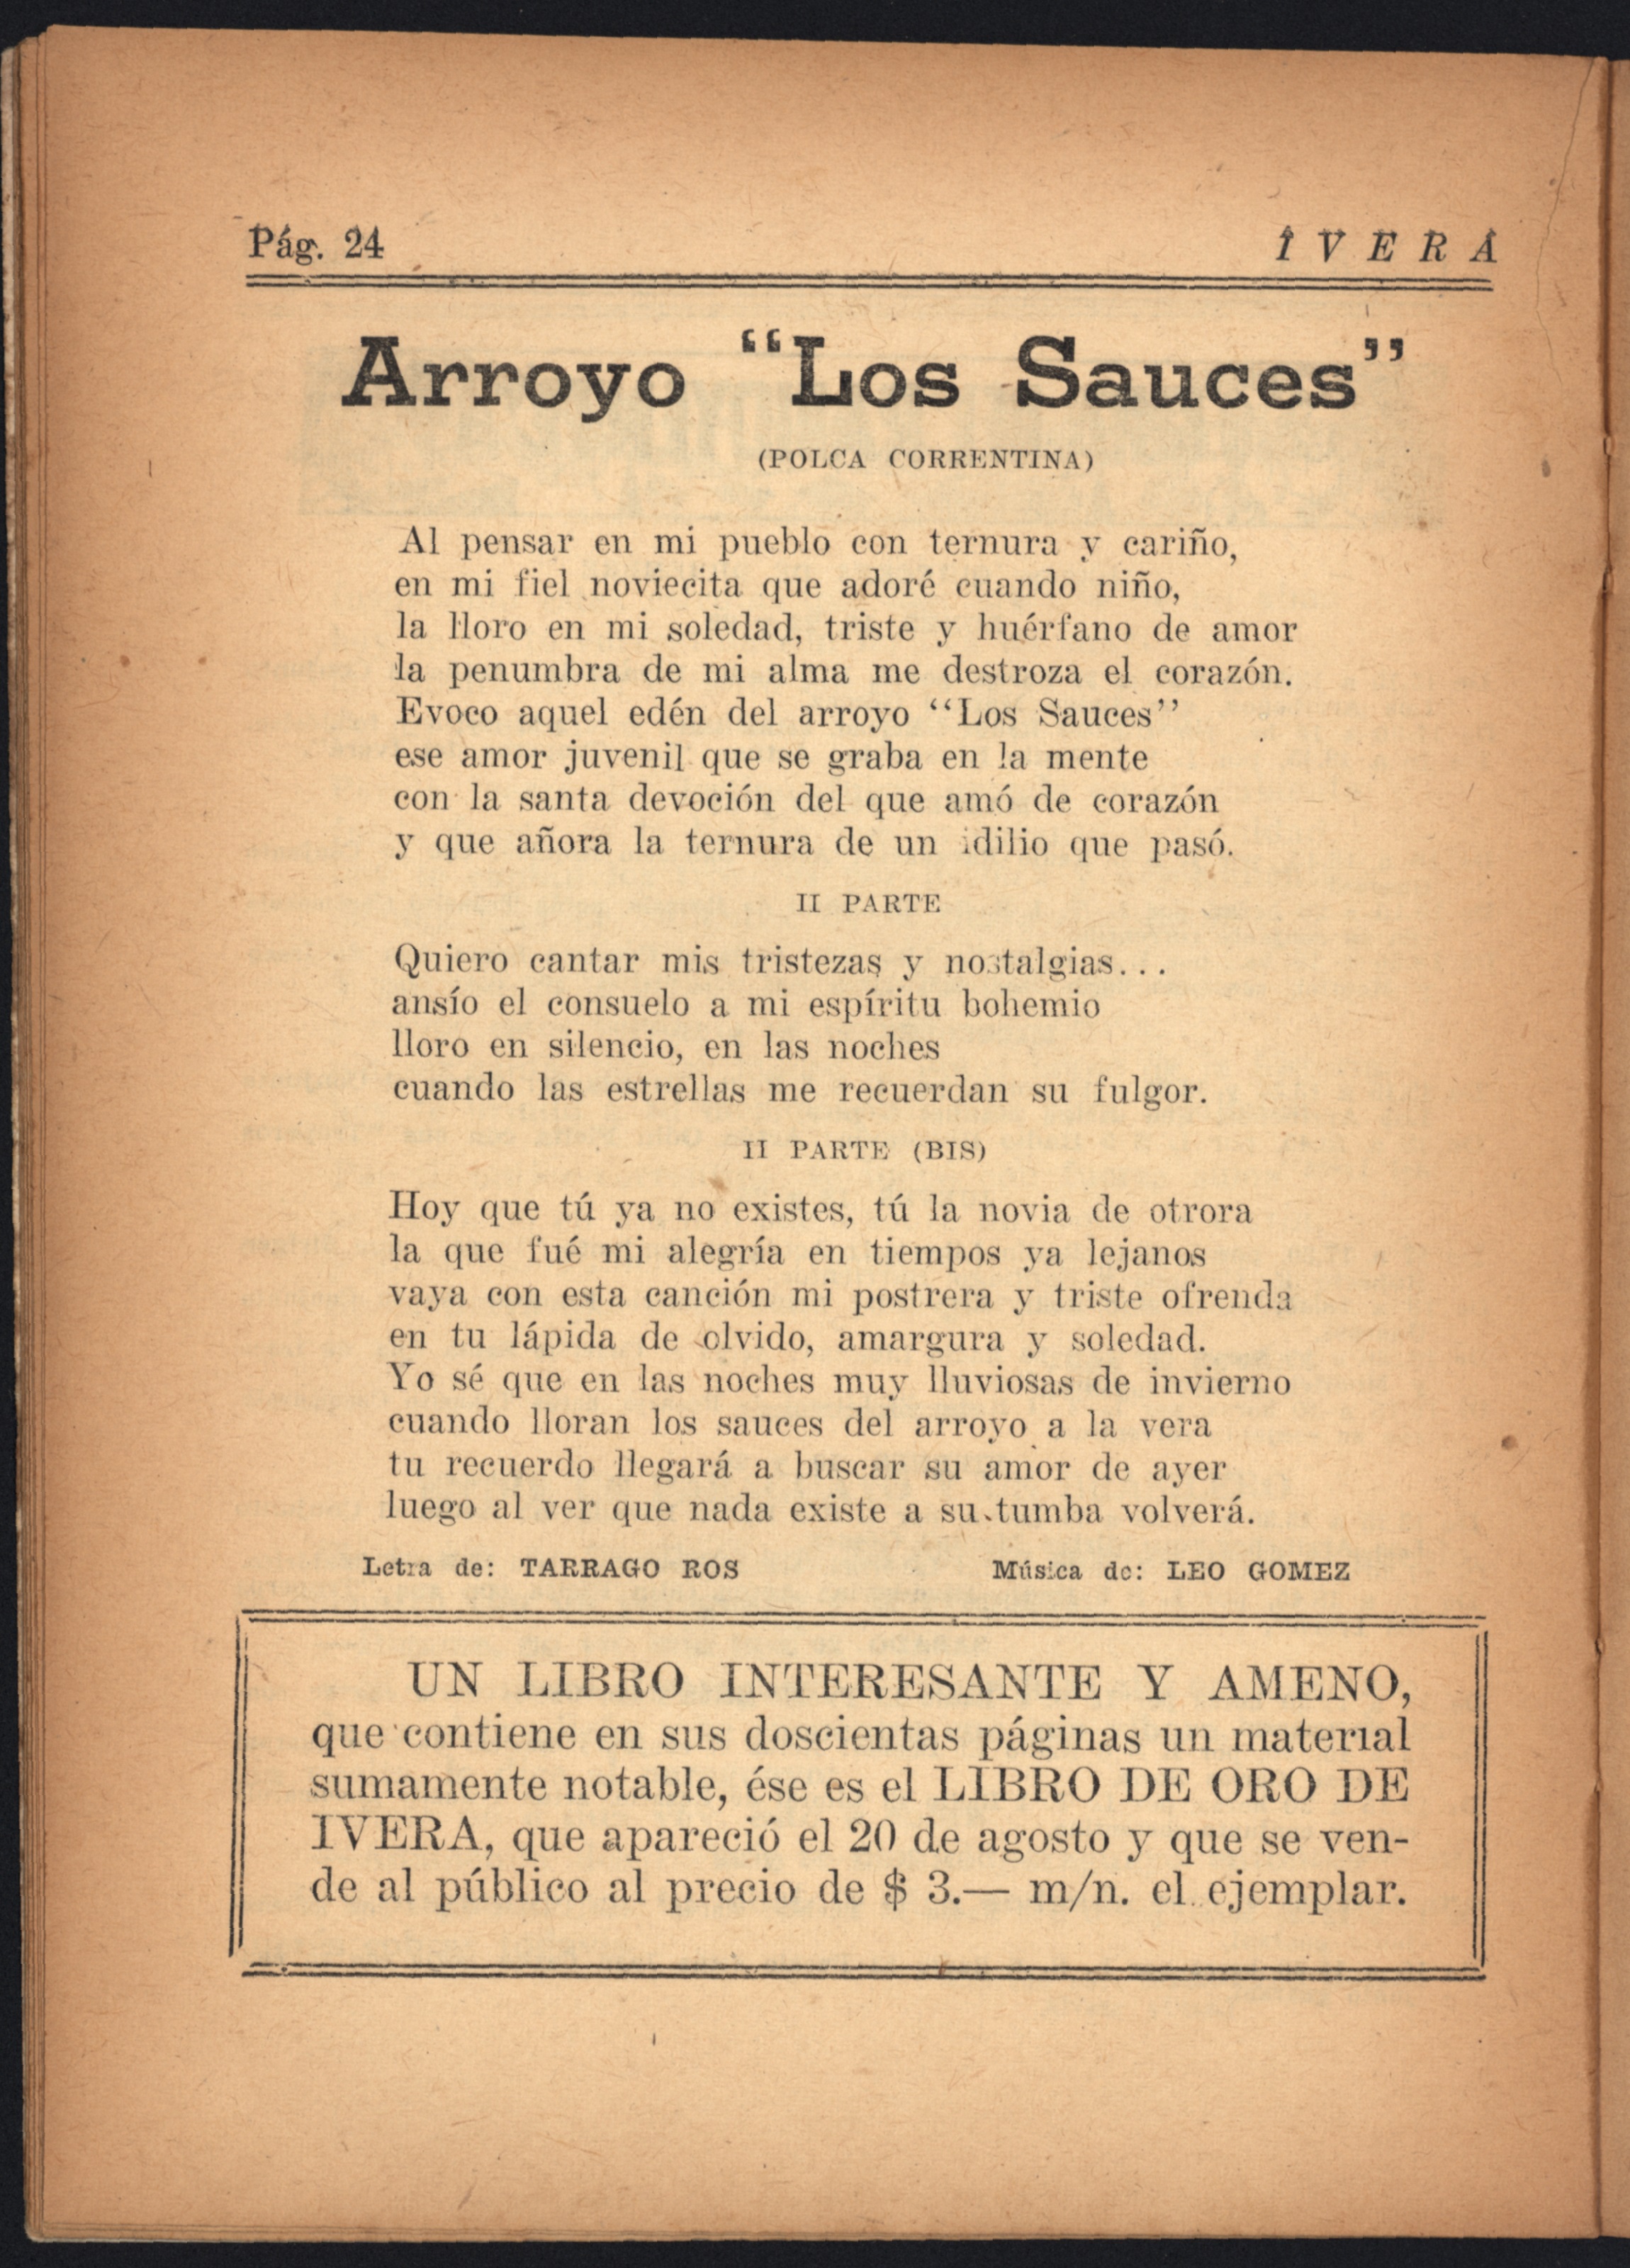 Pág. 24
I V E R A
Arroyo “Los Sauces”
(POLCA CORRENTINA)
Al pensar en mi pueblo con ternura y cariño,
en mi fiel noviecita que adoré cuando niño,
la lloro en mi soledad, triste y huérfano de amor
la penumbra de mi alma me destroza el corazón.
Evoco aquel edén del arroyo “Los Sauces”
ese amor juvenil que se graba en la mente
con la santa devoción del que amó de corazón
y que añora la ternura de un idilio que pasó.
II PARTE
Quiero cantar mis tristezas y nostalgias...
ansío el consuelo a mi espíritu bohemio
lloro en silencio, en las noches
cuando las estrellas me recuerdan su fulgor.
II PARTE (BIS)
Hoy que tú ya no existes, tú la novia de otrora
la que fué mi alegría en tiempos ya lejanos
vaya con esta canción mi postrera y triste ofrenda
en tu lápida de olvido, amargura y soledad.
Yo sé que en las noches muy lluviosas de invierno
cuando lloran los sauces del arroyo a la vera
tu recuerdo llegará a buscar su amor de ayer
luego al ver que nada existe a su tumba volverá.
Letra de: TARRAGO ROS
Música de: LEO GOMEZ
UN LIBRO INTERESANTE Y AMENO,
que contiene en sus doscientas páginas un material
sumamente notable, ése es el LIBRO DE ORO DE
IVERA, que apareció el 20 de agosto y que se ven-
de al público al precio de $ 3.— m/n. el ejemplar.